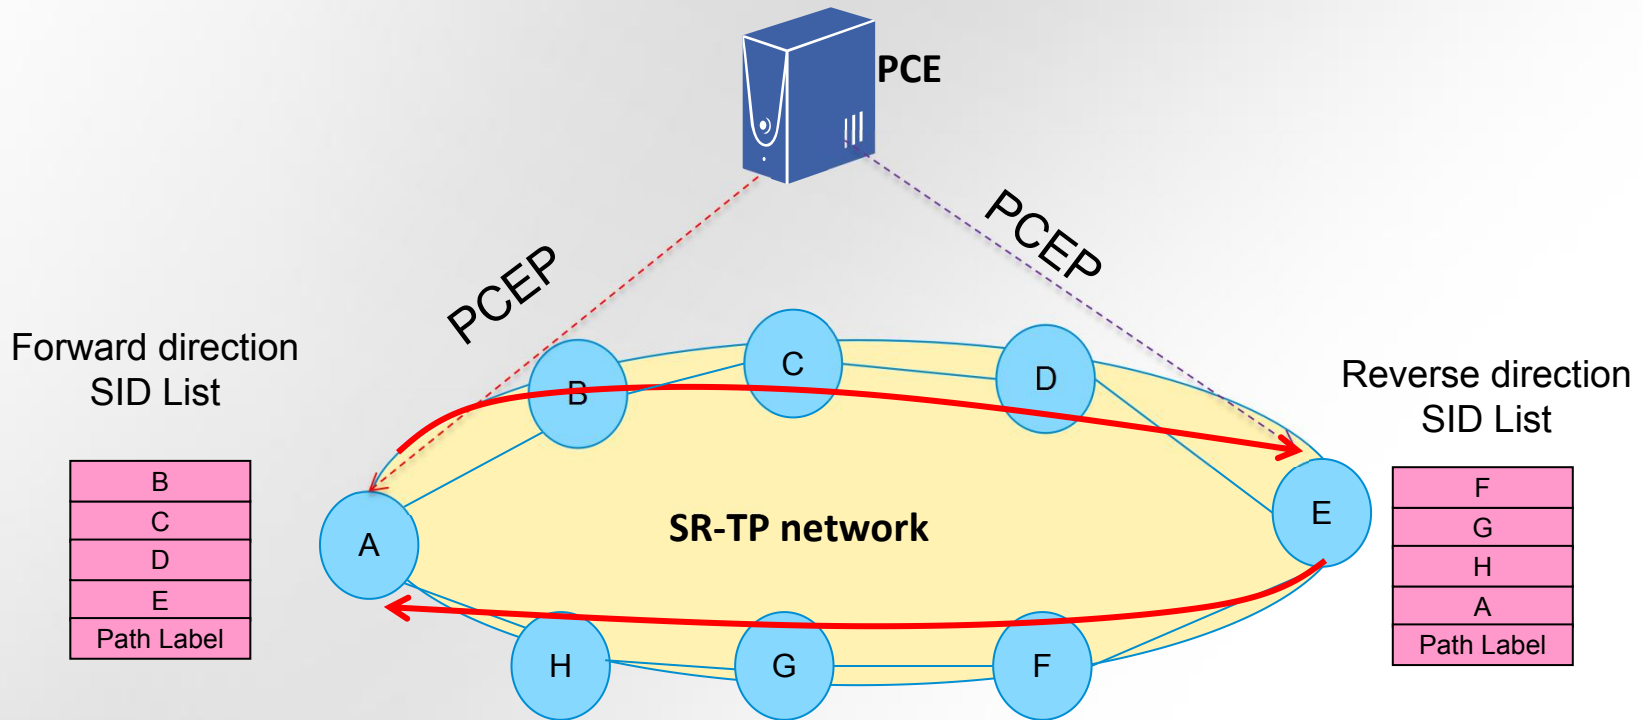 PCE
PCEP
PCEP
Forward direction
SID List
B
C
D
E
Path Label
B
C
D
A
E
SR-TP network
H
G
F
Reverse direction
SID List
F
G
H
A
Path Label